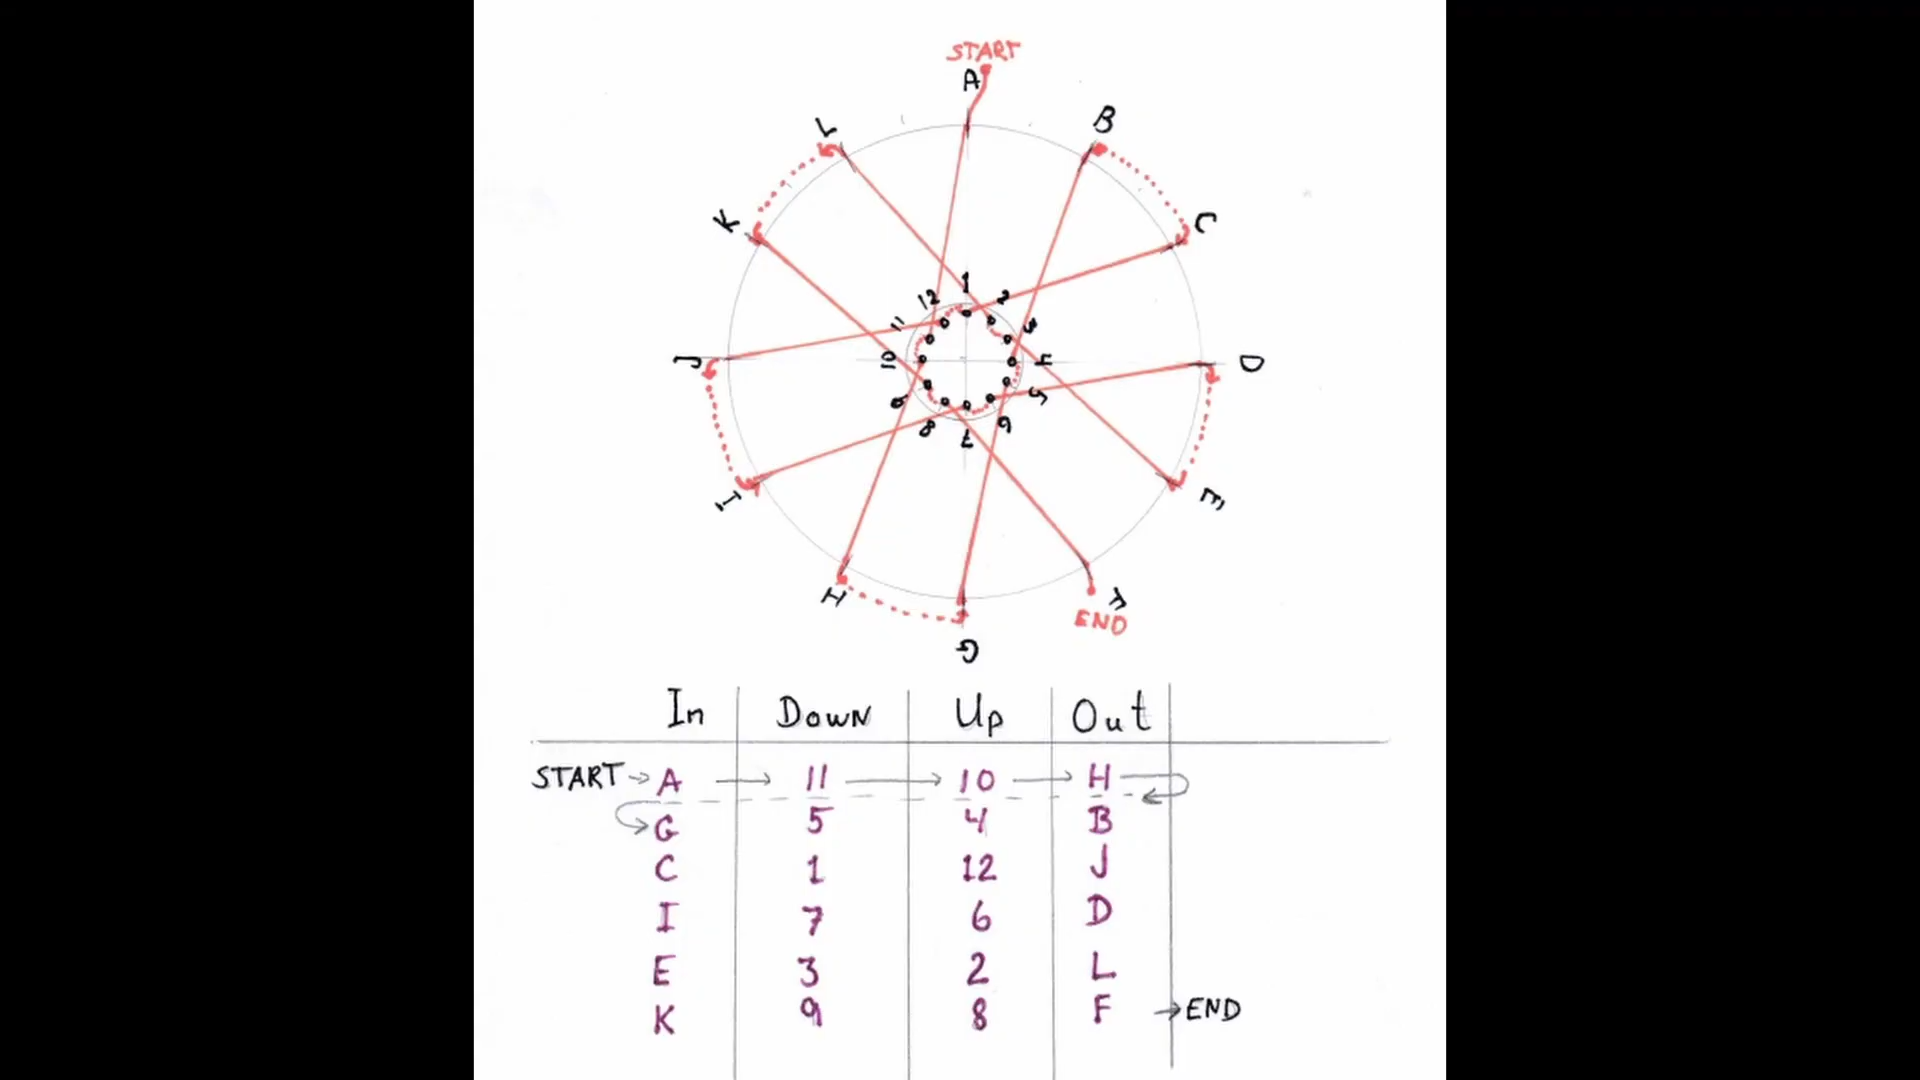 START
A
B
L
C
K
1
12
2
11
3
J
10
4
D
9
5
8
6
7
I
E
H
F
END
G
In Down Up Out
START → A → 11 → 10 → H
G 5 4 B
C 1 12 J
I 7 6 D
E 3 2 L
K 9 8 F → END